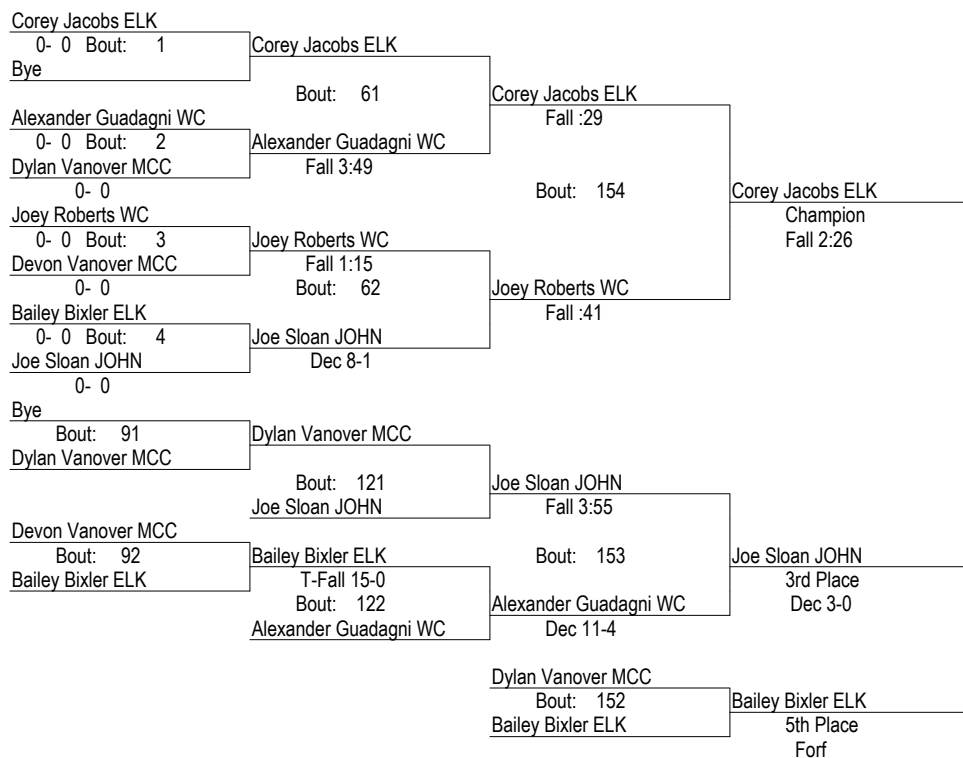 Corey Jacobs ELK
0- 0 Bout: 1
Bye
Corey Jacobs ELK
Bout: 61
Alexander Guadagni WC
0- 0 Bout: 2
Dylan Vanover MCC
0- 0
Alexander Guadagni WC
Fall 3:49
Corey Jacobs ELK
Fall :29
Bout: 154
Joey Roberts WC
0- 0 Bout: 3
Devon Vanover MCC
0- 0
Joey Roberts WC
Fall 1:15
Bout: 62
Bailey Bixler ELK
0- 0 Bout: 4
Joe Sloan JOHN
0- 0
Joe Sloan JOHN
Dec 8-1
Joey Roberts WC
Fall :41
Corey Jacobs ELK
Champion
Fall 2:26
Bye
Bout: 91
Dylan Vanover MCC
Dylan Vanover MCC
Bout: 121
Joe Sloan JOHN
Joe Sloan JOHN
Fall 3:55
Bout: 153
Devon Vanover MCC
Bout: 92
Bailey Bixler ELK
Bailey Bixler ELK
T-Fall 15-0
Bout: 122
Alexander Guadagni WC
Alexander Guadagni WC
Dec 11-4
Joe Sloan JOHN
3rd Place
Dec 3-0
Dylan Vanover MCC
Bout: 152
Bailey Bixler ELK
Bailey Bixler ELK
5th Place
Forf